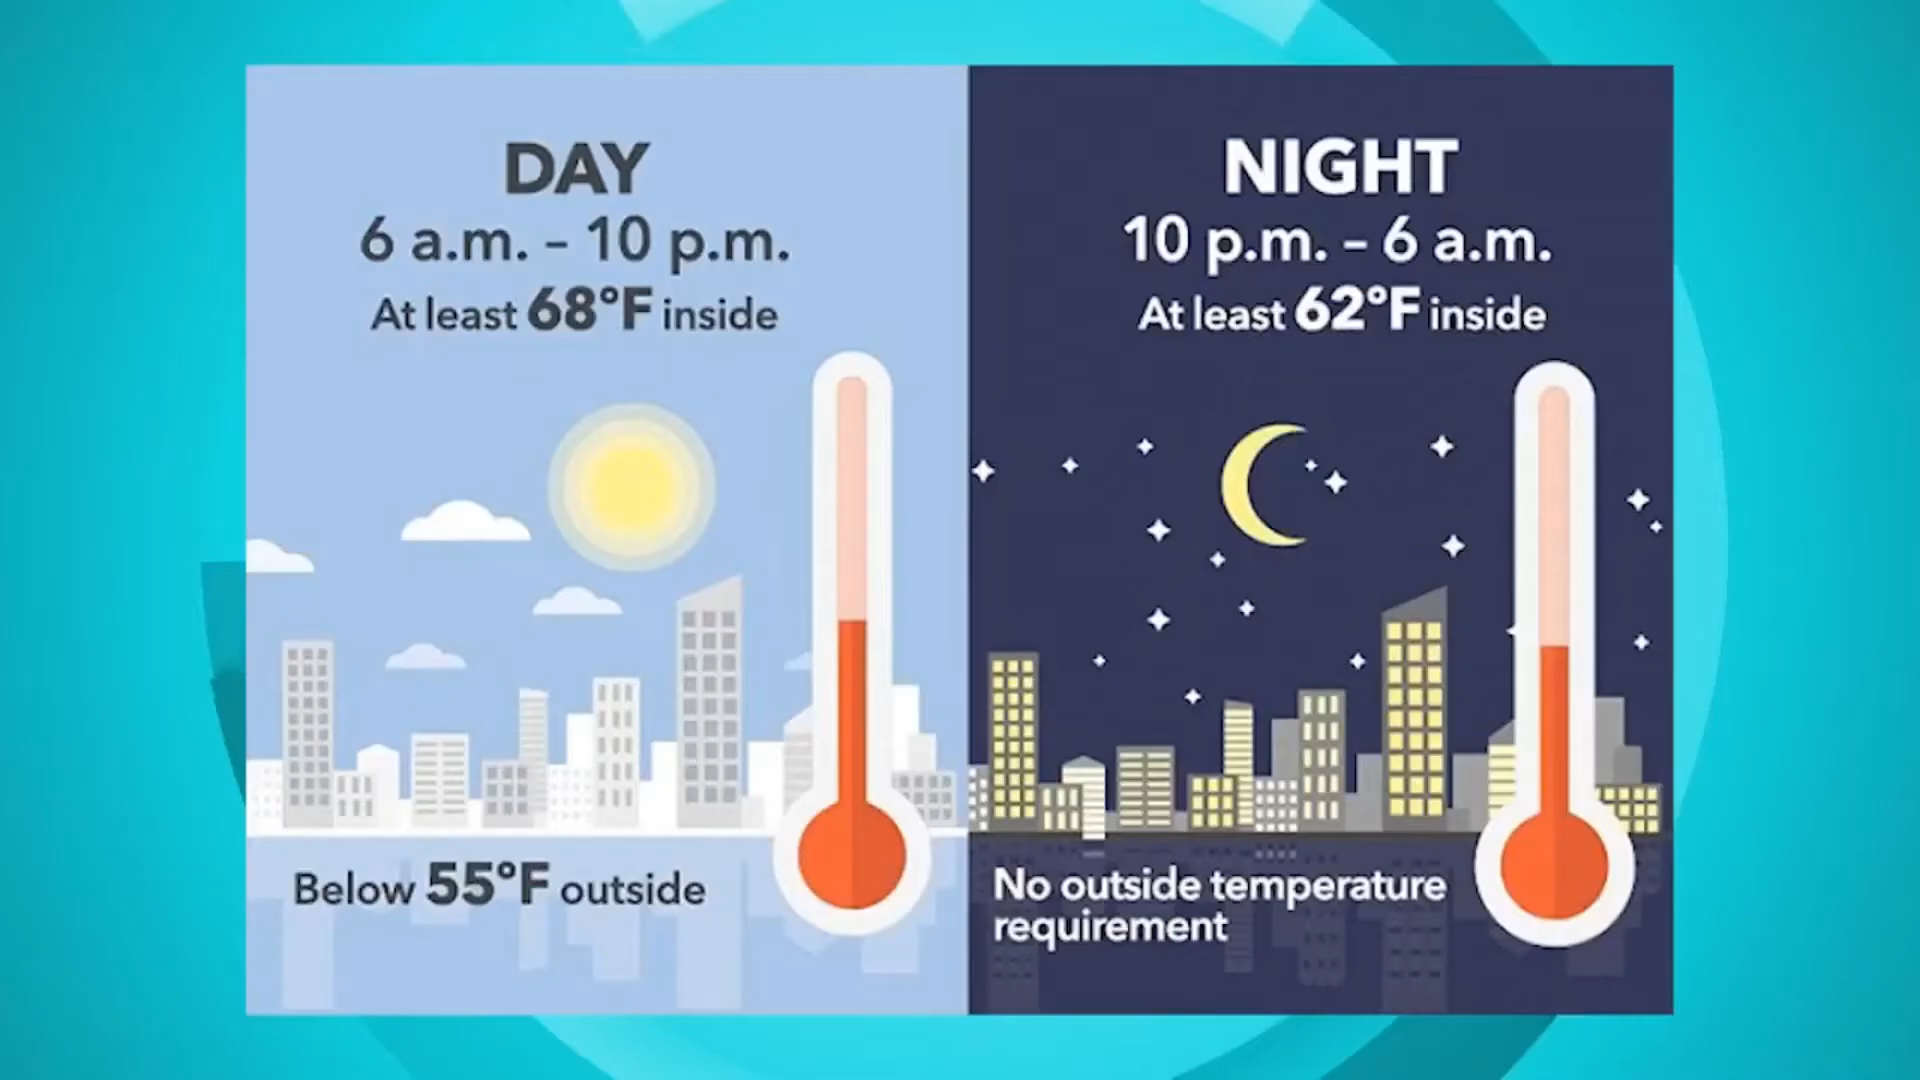 DAY
6 a.m. – 10 p.m.
At least 68°F inside
Below 55°F outside
NIGHT
10 p.m. – 6 a.m.
At least 62°F inside
No outside temperature
requirement